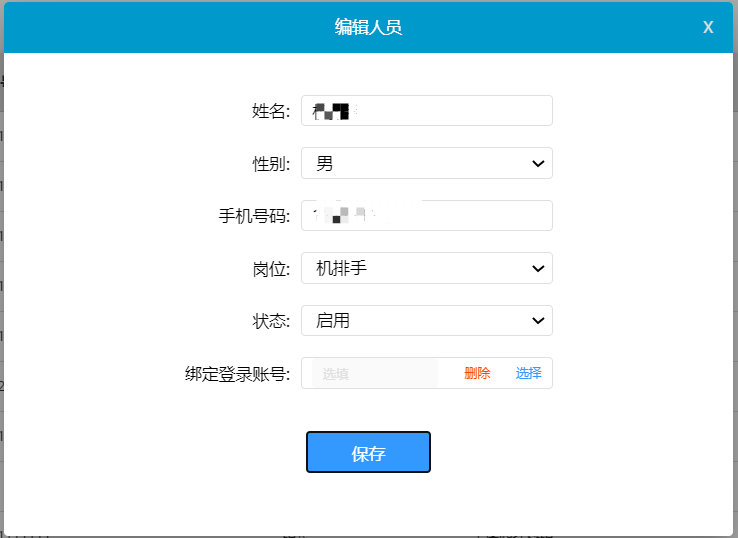 编辑人员
X
姓名:
性别: 男
手机号码:
岗位: 机排手
状态: 启用
绑定登录账号: 选填 删除 选择
保存